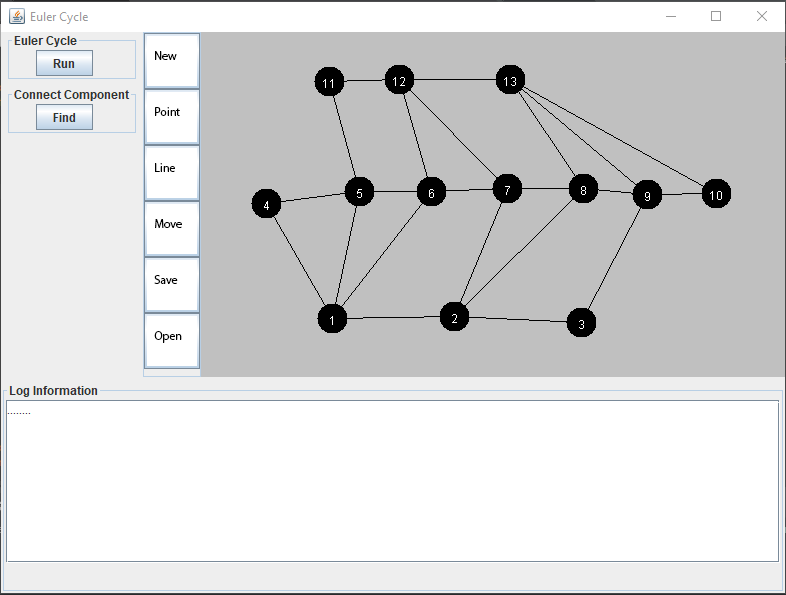 Euler Cycle
Euler Cycle
Run
Connect Component
Find
New
Point
Line
Move
Save
Open
11 12 13
4 5 6 7 8 9 10
1 2 3
Log Information
........